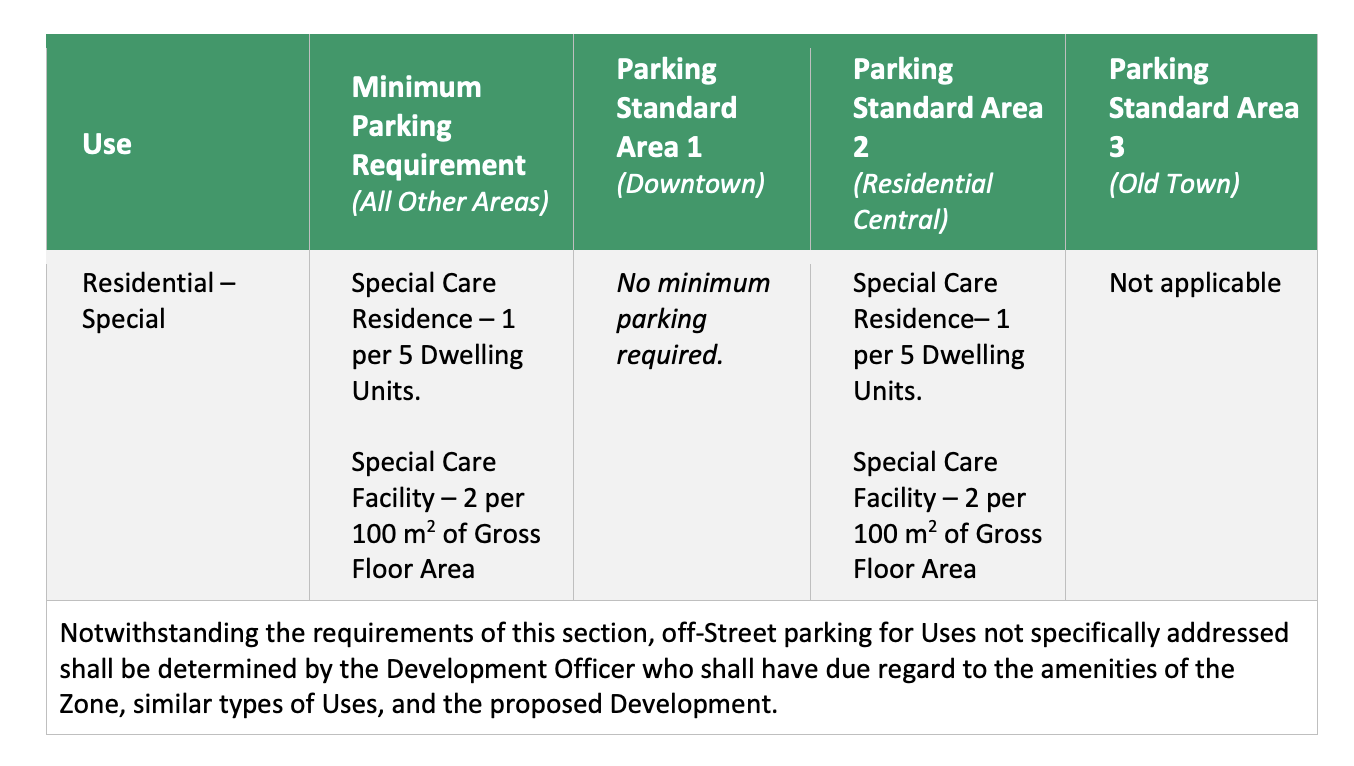 Use
Minimum
Parking
Requirement
(All Other Areas)
Parking
Standard
Area 1
(Downtown)
Parking
Standard Area
2
(Residential
Central)
Parking
Standard Area
3
(Old Town)
Residential –
Special
Special Care
Residence – 1
per 5 Dwelling
Units.
Special Care
Facility – 2 per
100 m² of Gross
Floor Area
No minimum
parking
required.
Special Care
Residence– 1
per 5 Dwelling
Units.
Special Care
Facility – 2 per
100 m² of Gross
Floor Area
Not applicable
Notwithstanding the requirements of this section, off-Street parking for Uses not specifically addressed
shall be determined by the Development Officer who shall have due regard to the amenities of the
Zone, similar types of Uses, and the proposed Development.